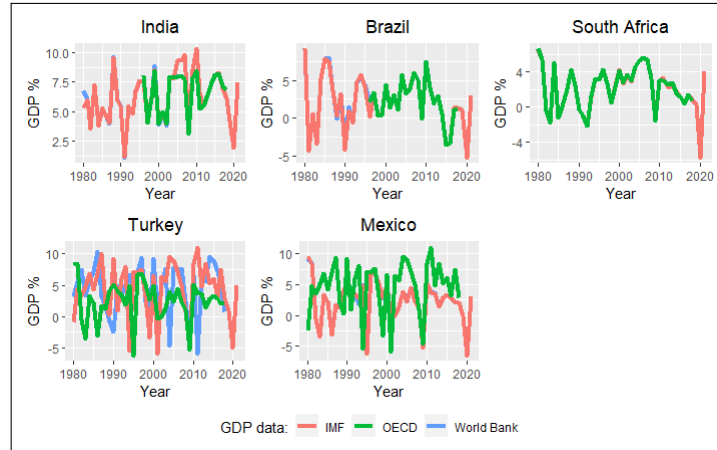 India
10.0
7.5
5.0
2.5
GDP %
1980 1990 2000 2010 2020
Year
Brazil
5
0
-5
GDP %
1980 1990 2000 2010 2020
Year
South Africa
4
0
-4
GDP %
1980 1990 2000 2010 2020
Year
Turkey
10
5
0
-5
GDP %
1980 1990 2000 2010 2020
Year
Mexico
10
5
0
-5
GDP %
1980 1990 2000 2010 2020
Year
GDP data: IMF OECD World Bank